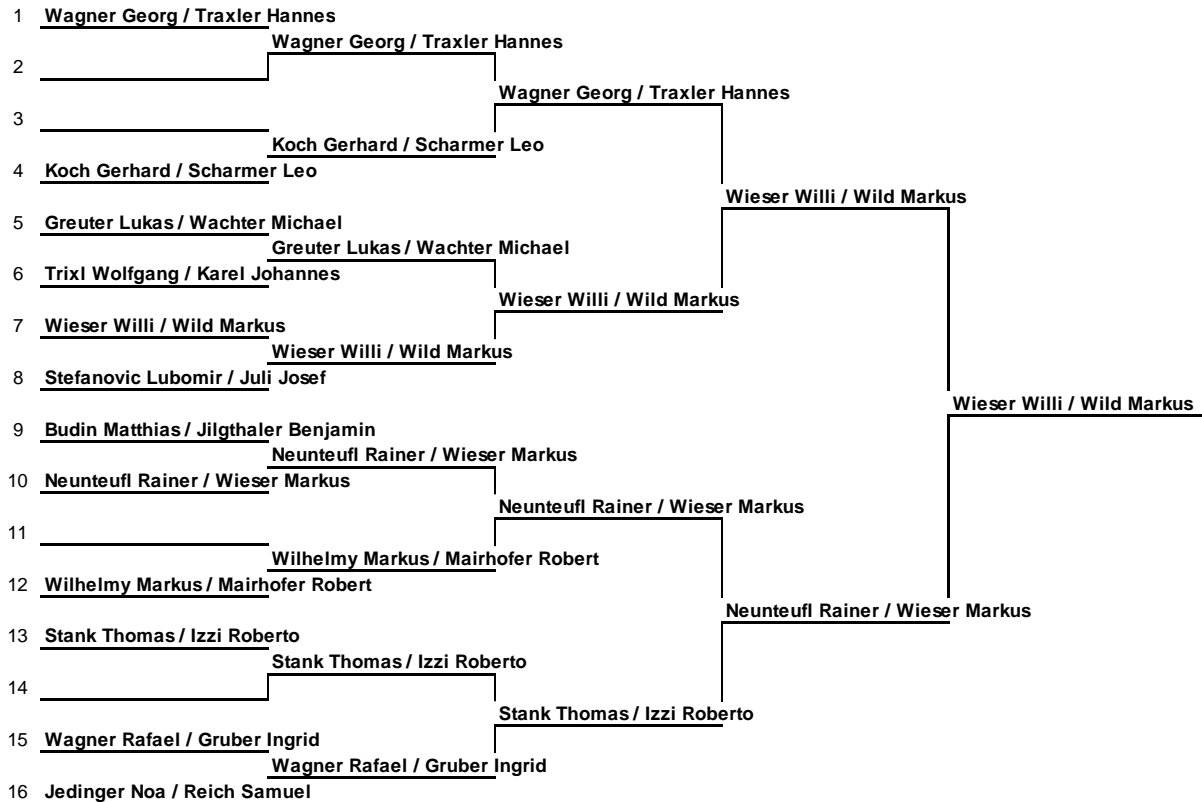 1 Wagner Georg / Traxler Hannes
Wagner Georg / Traxler Hannes
2
Wagner Georg / Traxler Hannes
3
Koch Gerhard / Scharmer Leo
4 Koch Gerhard / Scharmer Leo
Wieser Willi / Wild Markus
5 Greuter Lukas / Wachter Michael
Greuter Lukas / Wachter Michael
6 Trixl Wolfgang / Karel Johannes
Wieser Willi / Wild Markus
7 Wieser Willi / Wild Markus
Wieser Willi / Wild Markus
8 Stefanovic Lubomir / Juli Josef
Wieser Willi / Wild Markus
9 Budin Matthias / Jilgthaler Benjamin
Neunteufl Rainer / Wieser Markus
10 Neunteufl Rainer / Wieser Markus
Neunteufl Rainer / Wieser Markus
11
Wilhelmy Markus / Mairhofer Robert
12 Wilhelmy Markus / Mairhofer Robert
Neunteufl Rainer / Wieser Markus
13 Stank Thomas / Izzi Roberto
Stank Thomas / Izzi Roberto
14
Stank Thomas / Izzi Roberto
15 Wagner Rafael / Gruber Ingrid
Wagner Rafael / Gruber Ingrid
16 Jedinger Noa / Reich Samuel